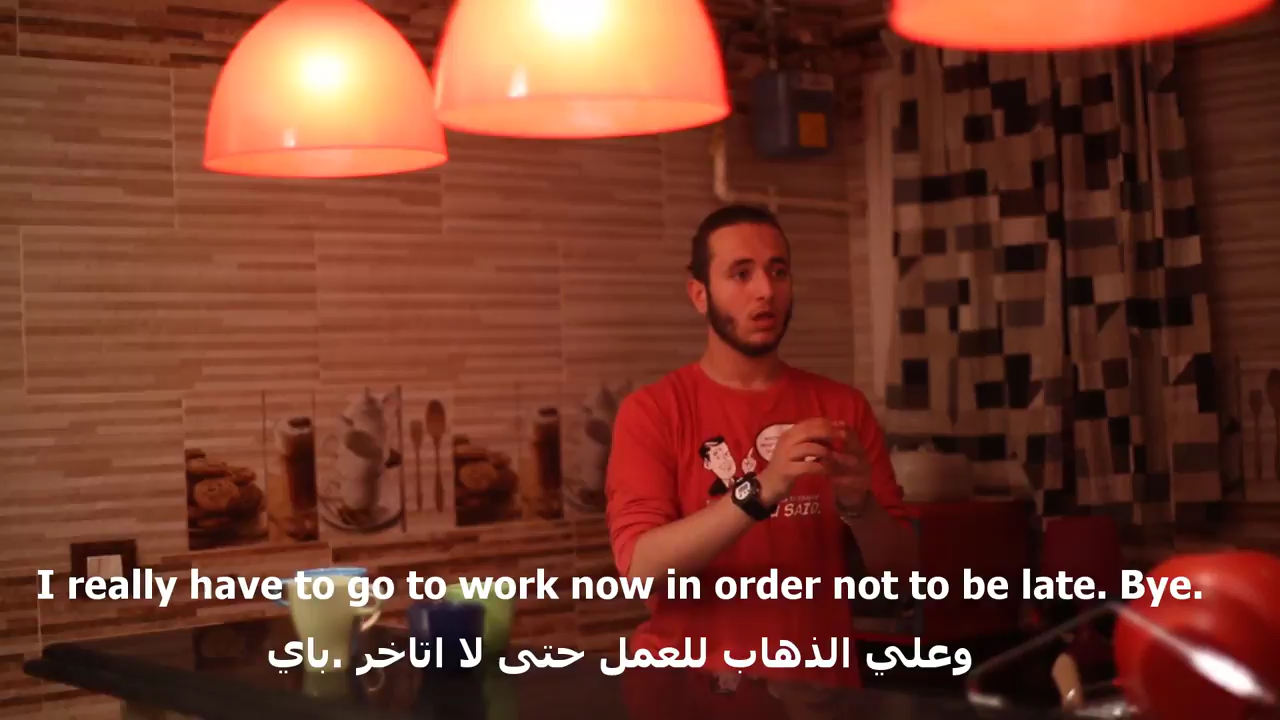 U SAID.
I really have to go to work now in order not to be late. Bye.
وعلي الذهاب للعمل حتى لا اتاخر .باي